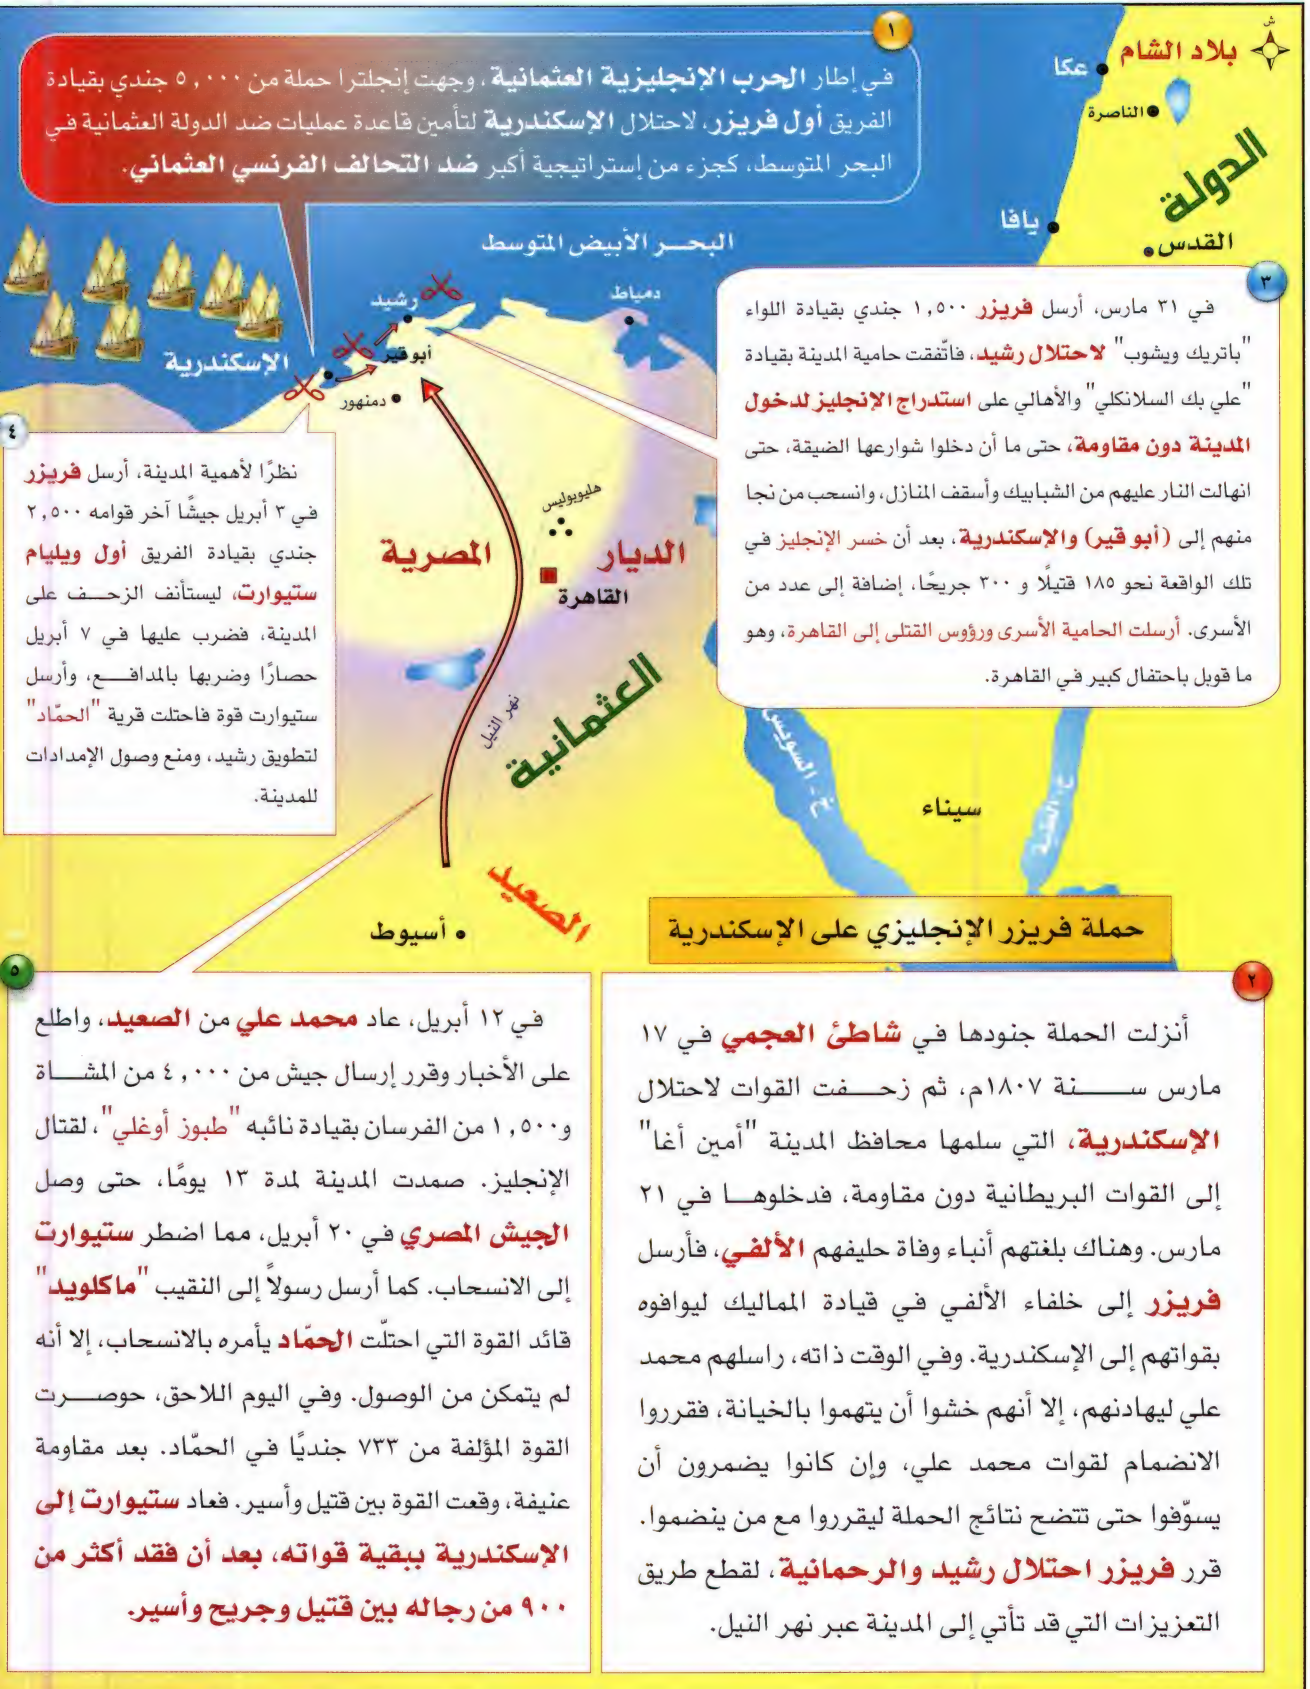 ش
بلاد الشام
عكا
الناصرة
الدولة
يافا
القدس
١
في إطار الحرب الإنجليزية العثمانية، وجهت إنجلترا حملة من ٥,٠٠٠ جندي بقيادة
الفريق أول فريزر، لاحتلال الإسكندرية لتأمين قاعدة عمليات ضد الدولة العثمانية في
البحر المتوسط، كجزء من إستراتيجية أكبر ضد التحالف الفرنسي العثماني.
البحــر الأبيض المتوسط
دمياط
رشيد
أبو قير
الإسكندرية
دمنهور
٣
في ٣١ مارس، أرسل فريزر ١,٥٠٠ جندي بقيادة اللواء
"باتريك ويشوب" لاحتلال رشيد، فاتّفقت حامية المدينة بقيادة
"علي بك السلانكلي" والأهالي على استدراج الإنجليز لدخول
المدينة دون مقاومة، حتى ما أن دخلوا شوارعها الضيقة، حتى
انهالت النار عليهم من الشبابيك وأسقف المنازل، وانسحب من نجا
منهم إلى (أبو قير) والإسكندرية، بعد أن خسر الإنجليز في
تلك الواقعة نحو ١٨٥ قتيلًا و ٣٠٠ جريحًا، إضافة إلى عدد من
الأسرى. أرسلت الحامية الأسرى ورؤوس القتلى إلى القاهرة، وهو
ما قوبل باحتفال كبير في القاهرة.
٤
نظرًا لأهمية المدينة، أرسل فريزر
في ٣ أبريل جيشًا آخر قوامه ٢,٥٠٠
جندي بقيادة الفريق أول ويليام
ستيوارت، ليستأنف الزحــف على
المدينة، فضرب عليها في ٧ أبريل
حصارًا وضربها بالمدافــع، وأرسل
ستيوارت قوة فاحتلت قرية "الحمّاد"
لتطويق رشيد، ومنع وصول الإمدادات
للمدينة.
هليوبوليس
الديار
المصرية
القاهرة
العثمانية
نهر النيل
خ - السويس
خ. العقبة
سيناء
الصعيد
أسيوط
حملة فريزر الإنجليزي على الإسكندرية
٢
أنزلت الحملة جنودها في شاطئ العجمي في ١٧
مارس ســـنة ١٨٠٧م، ثم زحــفت القوات لاحتلال
الإسكندرية، التي سلمها محافظ المدينة "أمين أغا"
إلى القوات البريطانية دون مقاومة، فدخلوهــا في ٢١
مارس. وهناك بلغتهم أنباء وفاة حليفهم الألفي، فأرسل
فريزر إلى خلفاء الألفي في قيادة المماليك ليوافوه
بقواتهم إلى الإسكندرية. وفي الوقت ذاته، راسلهم محمد
علي ليهادنهم، إلا أنهم خشوا أن يتهموا بالخيانة، فقرروا
الانضمام لقوات محمد علي، وإن كانوا يضمرون أن
يسوّفوا حتى تتضح نتائج الحملة ليقرروا مع من ينضموا.
قرر فريزر احتلال رشيد والرحمانية، لقطع طريق
التعزيزات التي قد تأتي إلى المدينة عبر نهر النيل.
٥
في ١٢ أبريل، عاد محمد علي من الصعيد، واطلع
على الأخبار وقرر إرسال جيش من ٤,٠٠٠ من المشــاة
و١,٥٠٠ من الفرسان بقيادة نائبه "طبوز أوغلي"، لقتال
الإنجليز. صمدت المدينة لمدة ١٣ يومًا، حتى وصل
الجيش المصري في ٢٠ أبريل، مما اضطر ستيوارت
إلى الانسحاب. كما أرسل رسولاً إلى النقيب "ماكلويد"
قائد القوة التي احتلّت الحمّاد يأمره بالانسحاب، إلا أنه
لم يتمكن من الوصول. وفي اليوم اللاحق، حوصــرت
القوة المؤلفة من ٧٣٣ جنديًا في الحمّاد. بعد مقاومة
عنيفة، وقعت القوة بين قتيل وأسير. فعاد ستيوارت إلى
الإسكندرية ببقية قواته، بعد أن فقد أكثر من
٩٠٠ من رجاله بين قتيل وجريح وأسير.